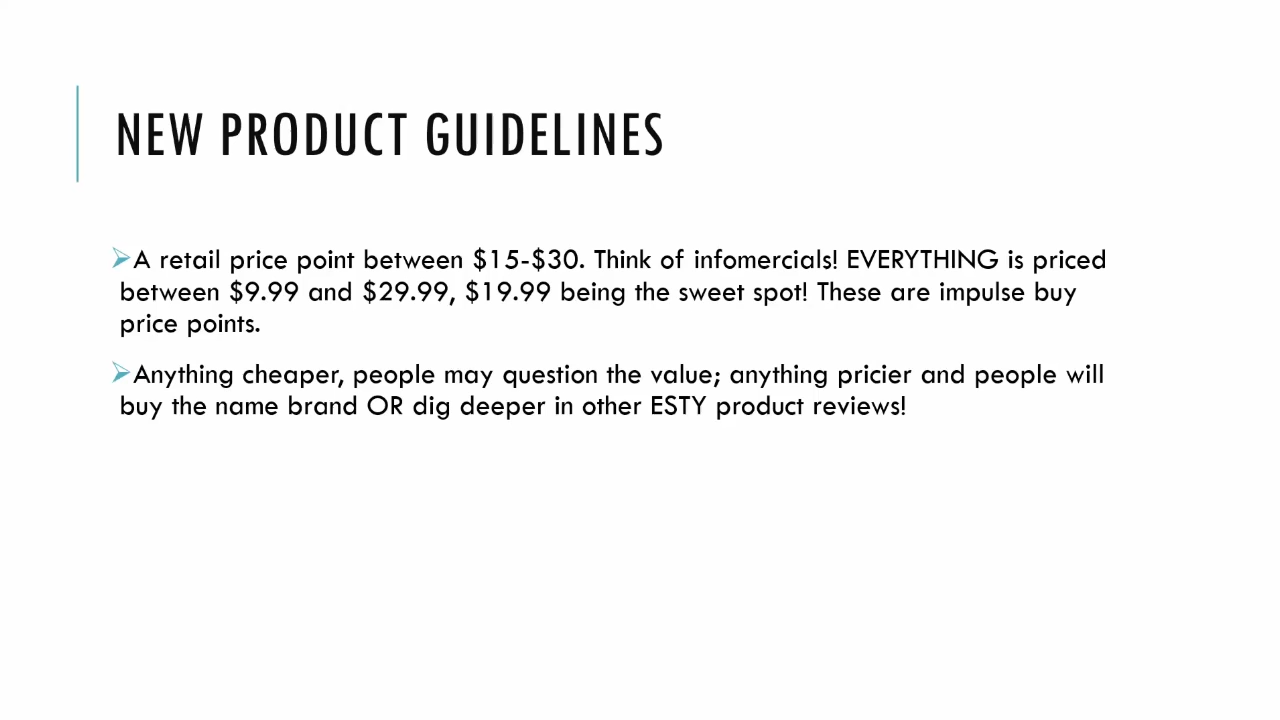 NEW PRODUCT GUIDELINES
➢A retail price point between $15-$30. Think of infomercials! EVERYTHING is priced
between $9.99 and $29.99, $19.99 being the sweet spot! These are impulse buy
price points.
➢Anything cheaper, people may question the value; anything pricier and people will
buy the name brand OR dig deeper in other ESTY product reviews!